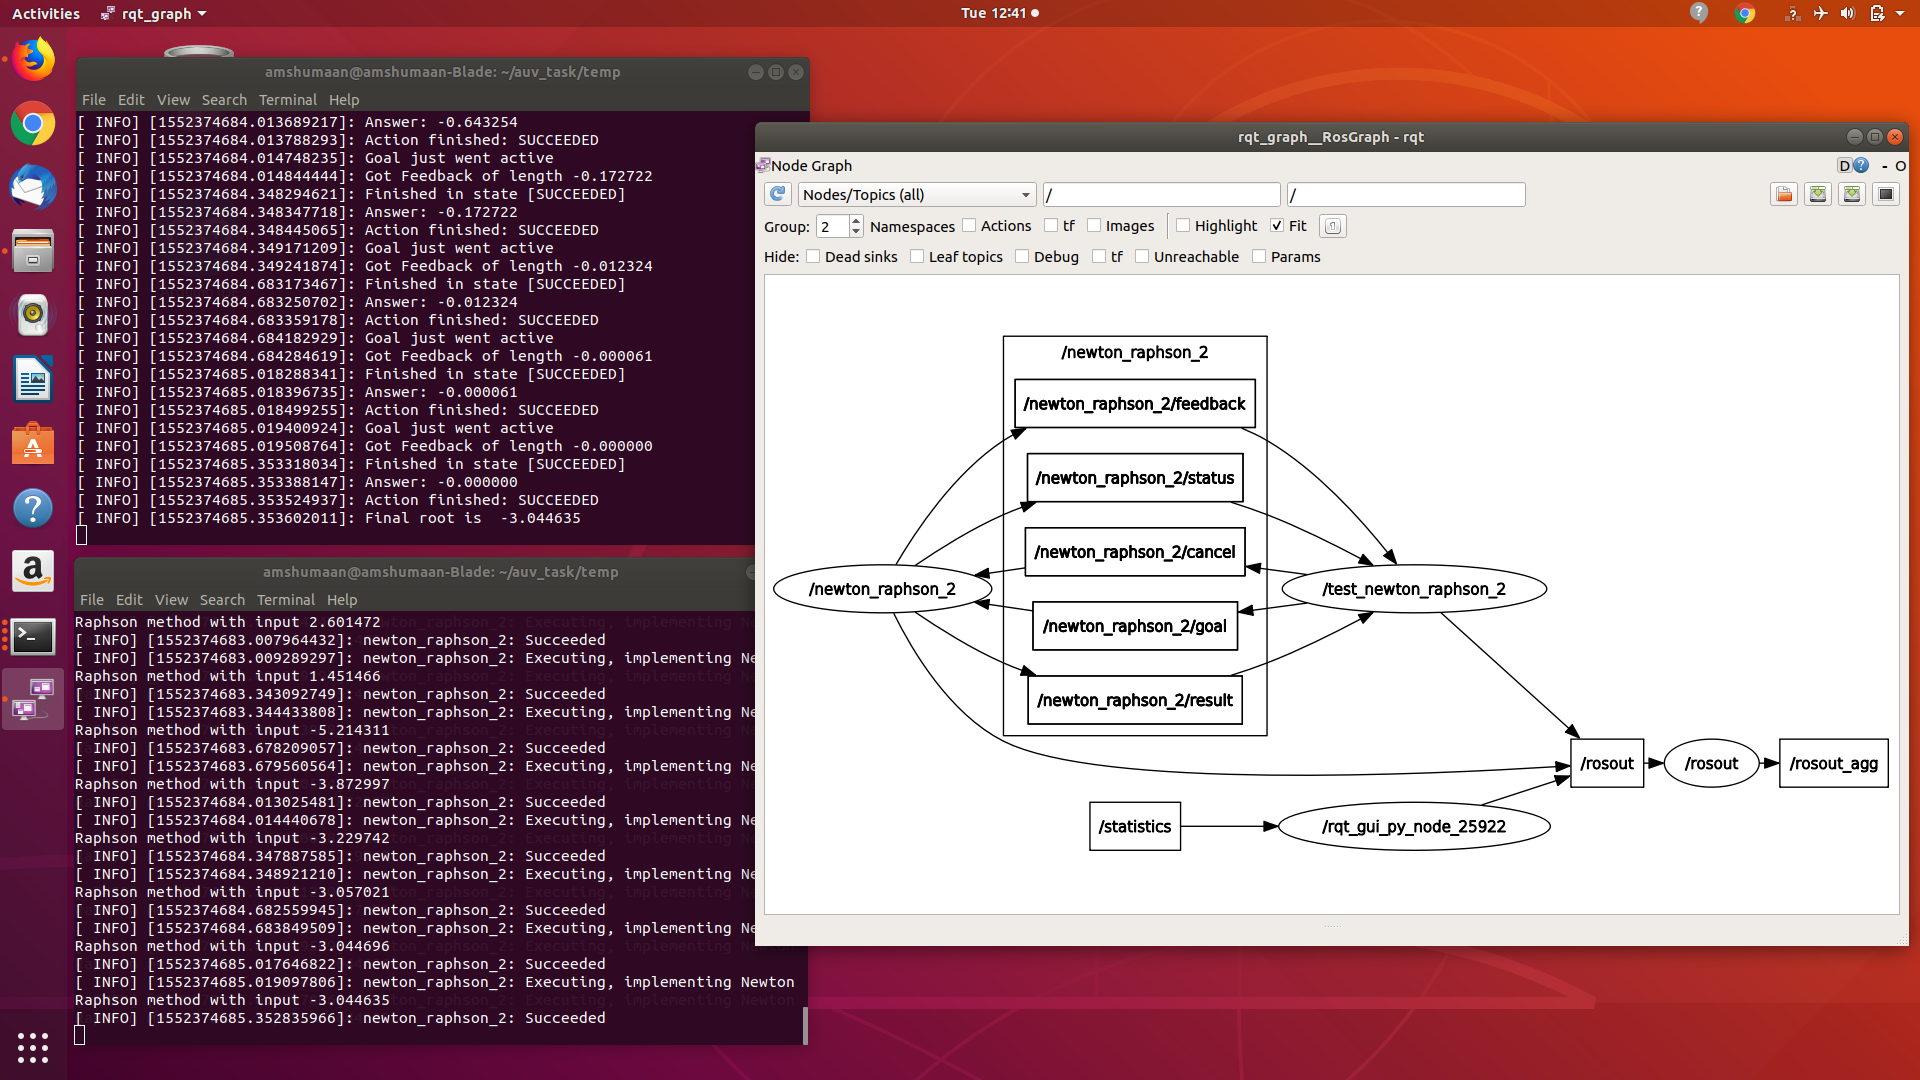 Activities rqt_graph Tue 12:41
amshumaan@amshumaan-Blade: ~/auv_task/temp
File Edit View Search Terminal Help
[ INFO] [1552374684.013689217]: Answer: -0.643254
[ INFO] [1552374684.013788293]: Action finished: SUCCEEDED
[ INFO] [1552374684.014748235]: Goal just went active
[ INFO] [1552374684.014844444]: Got Feedback of length -0.172722
[ INFO] [1552374684.348294621]: Finished in state [SUCCEEDED]
[ INFO] [1552374684.348347718]: Answer: -0.172722
[ INFO] [1552374684.348445065]: Action finished: SUCCEEDED
[ INFO] [1552374684.349171209]: Goal just went active
[ INFO] [1552374684.349241874]: Got Feedback of length -0.012324
[ INFO] [1552374684.683173467]: Finished in state [SUCCEEDED]
[ INFO] [1552374684.683250702]: Answer: -0.012324
[ INFO] [1552374684.683359178]: Action finished: SUCCEEDED
[ INFO] [1552374684.684182929]: Goal just went active
[ INFO] [1552374684.684284619]: Got Feedback of length -0.000061
[ INFO] [1552374685.018288341]: Finished in state [SUCCEEDED]
[ INFO] [1552374685.018396735]: Answer: -0.000061
[ INFO] [1552374685.018499255]: Action finished: SUCCEEDED
[ INFO] [1552374685.019400924]: Goal just went active
[ INFO] [1552374685.019508764]: Got Feedback of length -0.000000
[ INFO] [1552374685.353318034]: Finished in state [SUCCEEDED]
[ INFO] [1552374685.353388147]: Answer: -0.000000
[ INFO] [1552374685.353524937]: Action finished: SUCCEEDED
[ INFO] [1552374685.353602011]: Final root is  -3.044635
amshumaan@amshumaan-Blade: ~/auv_task/temp
File Edit View Search Terminal Help
Raphson method with input 2.601472
[ INFO] [1552374683.007964432]: newton_raphson_2: Succeeded
[ INFO] [1552374683.009289297]: newton_raphson_2: Executing, implementing Ne
Raphson method with input 1.451466
[ INFO] [1552374683.343092749]: newton_raphson_2: Succeeded
[ INFO] [1552374683.344433808]: newton_raphson_2: Executing, implementing Ne
Raphson method with input -5.214311
[ INFO] [1552374683.678209057]: newton_raphson_2: Succeeded
[ INFO] [1552374683.679560564]: newton_raphson_2: Executing, implementing Ne
Raphson method with input -3.872997
[ INFO] [1552374684.013025481]: newton_raphson_2: Succeeded
[ INFO] [1552374684.014440678]: newton_raphson_2: Executing, implementing Ne
Raphson method with input -3.229742
[ INFO] [1552374684.347887585]: newton_raphson_2: Succeeded
[ INFO] [1552374684.348921210]: newton_raphson_2: Executing, implementing Ne
Raphson method with input -3.057021
[ INFO] [1552374684.682559945]: newton_raphson_2: Succeeded
[ INFO] [1552374684.683849509]: newton_raphson_2: Executing, implementing Ne
Raphson method with input -3.044696
[ INFO] [1552374685.017646822]: newton_raphson_2: Succeeded
[ INFO] [1552374685.019097806]: newton_raphson_2: Executing, implementing Newton
Raphson method with input -3.044635
[ INFO] [1552374685.352835966]: newton_raphson_2: Succeeded
rqt_graph__RosGraph - rqt
Node Graph D - O
Nodes/Topics (all) / /
Group: 2 Namespaces Actions tf Images Highlight Fit
Hide: Dead sinks Leaf topics Debug tf Unreachable Params
/newton_raphson_2
/newton_raphson_2/feedback
/newton_raphson_2/status
/newton_raphson_2/cancel
/newton_raphson_2 /test_newton_raphson_2
/newton_raphson_2/goal
/newton_raphson_2/result
/rosout /rosout /rosout_agg
/statistics /rqt_gui_py_node_25922